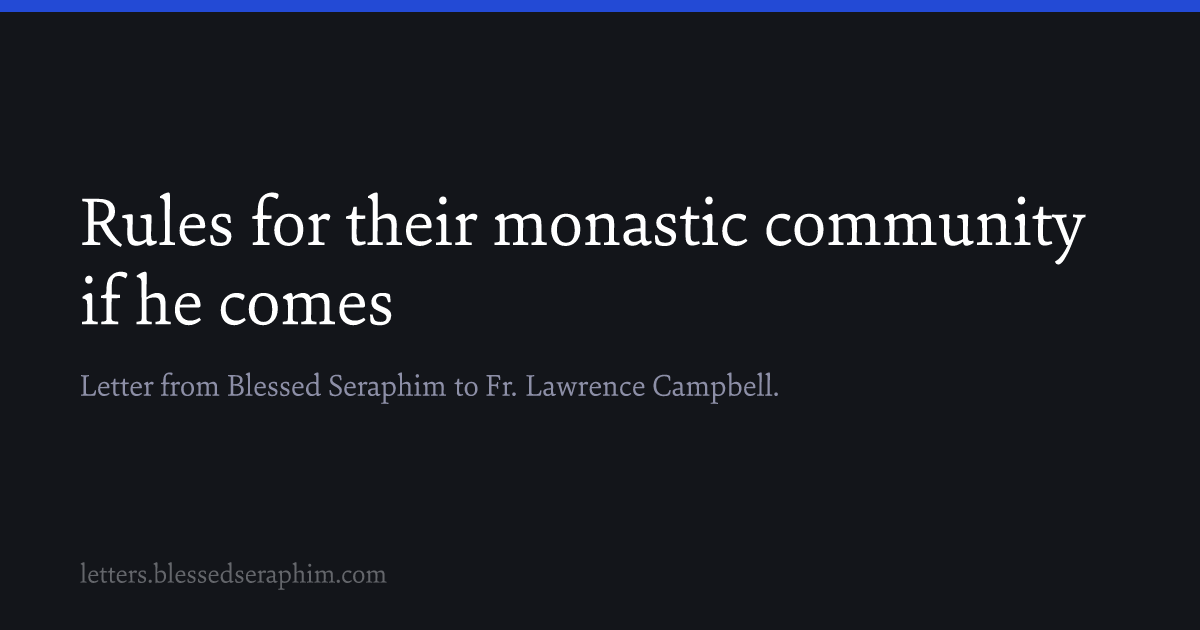 Rules for their monastic community
if he comes
Letter from Blessed Seraphim to Fr. Lawrence Campbell.
letters.blessedseraphim.com